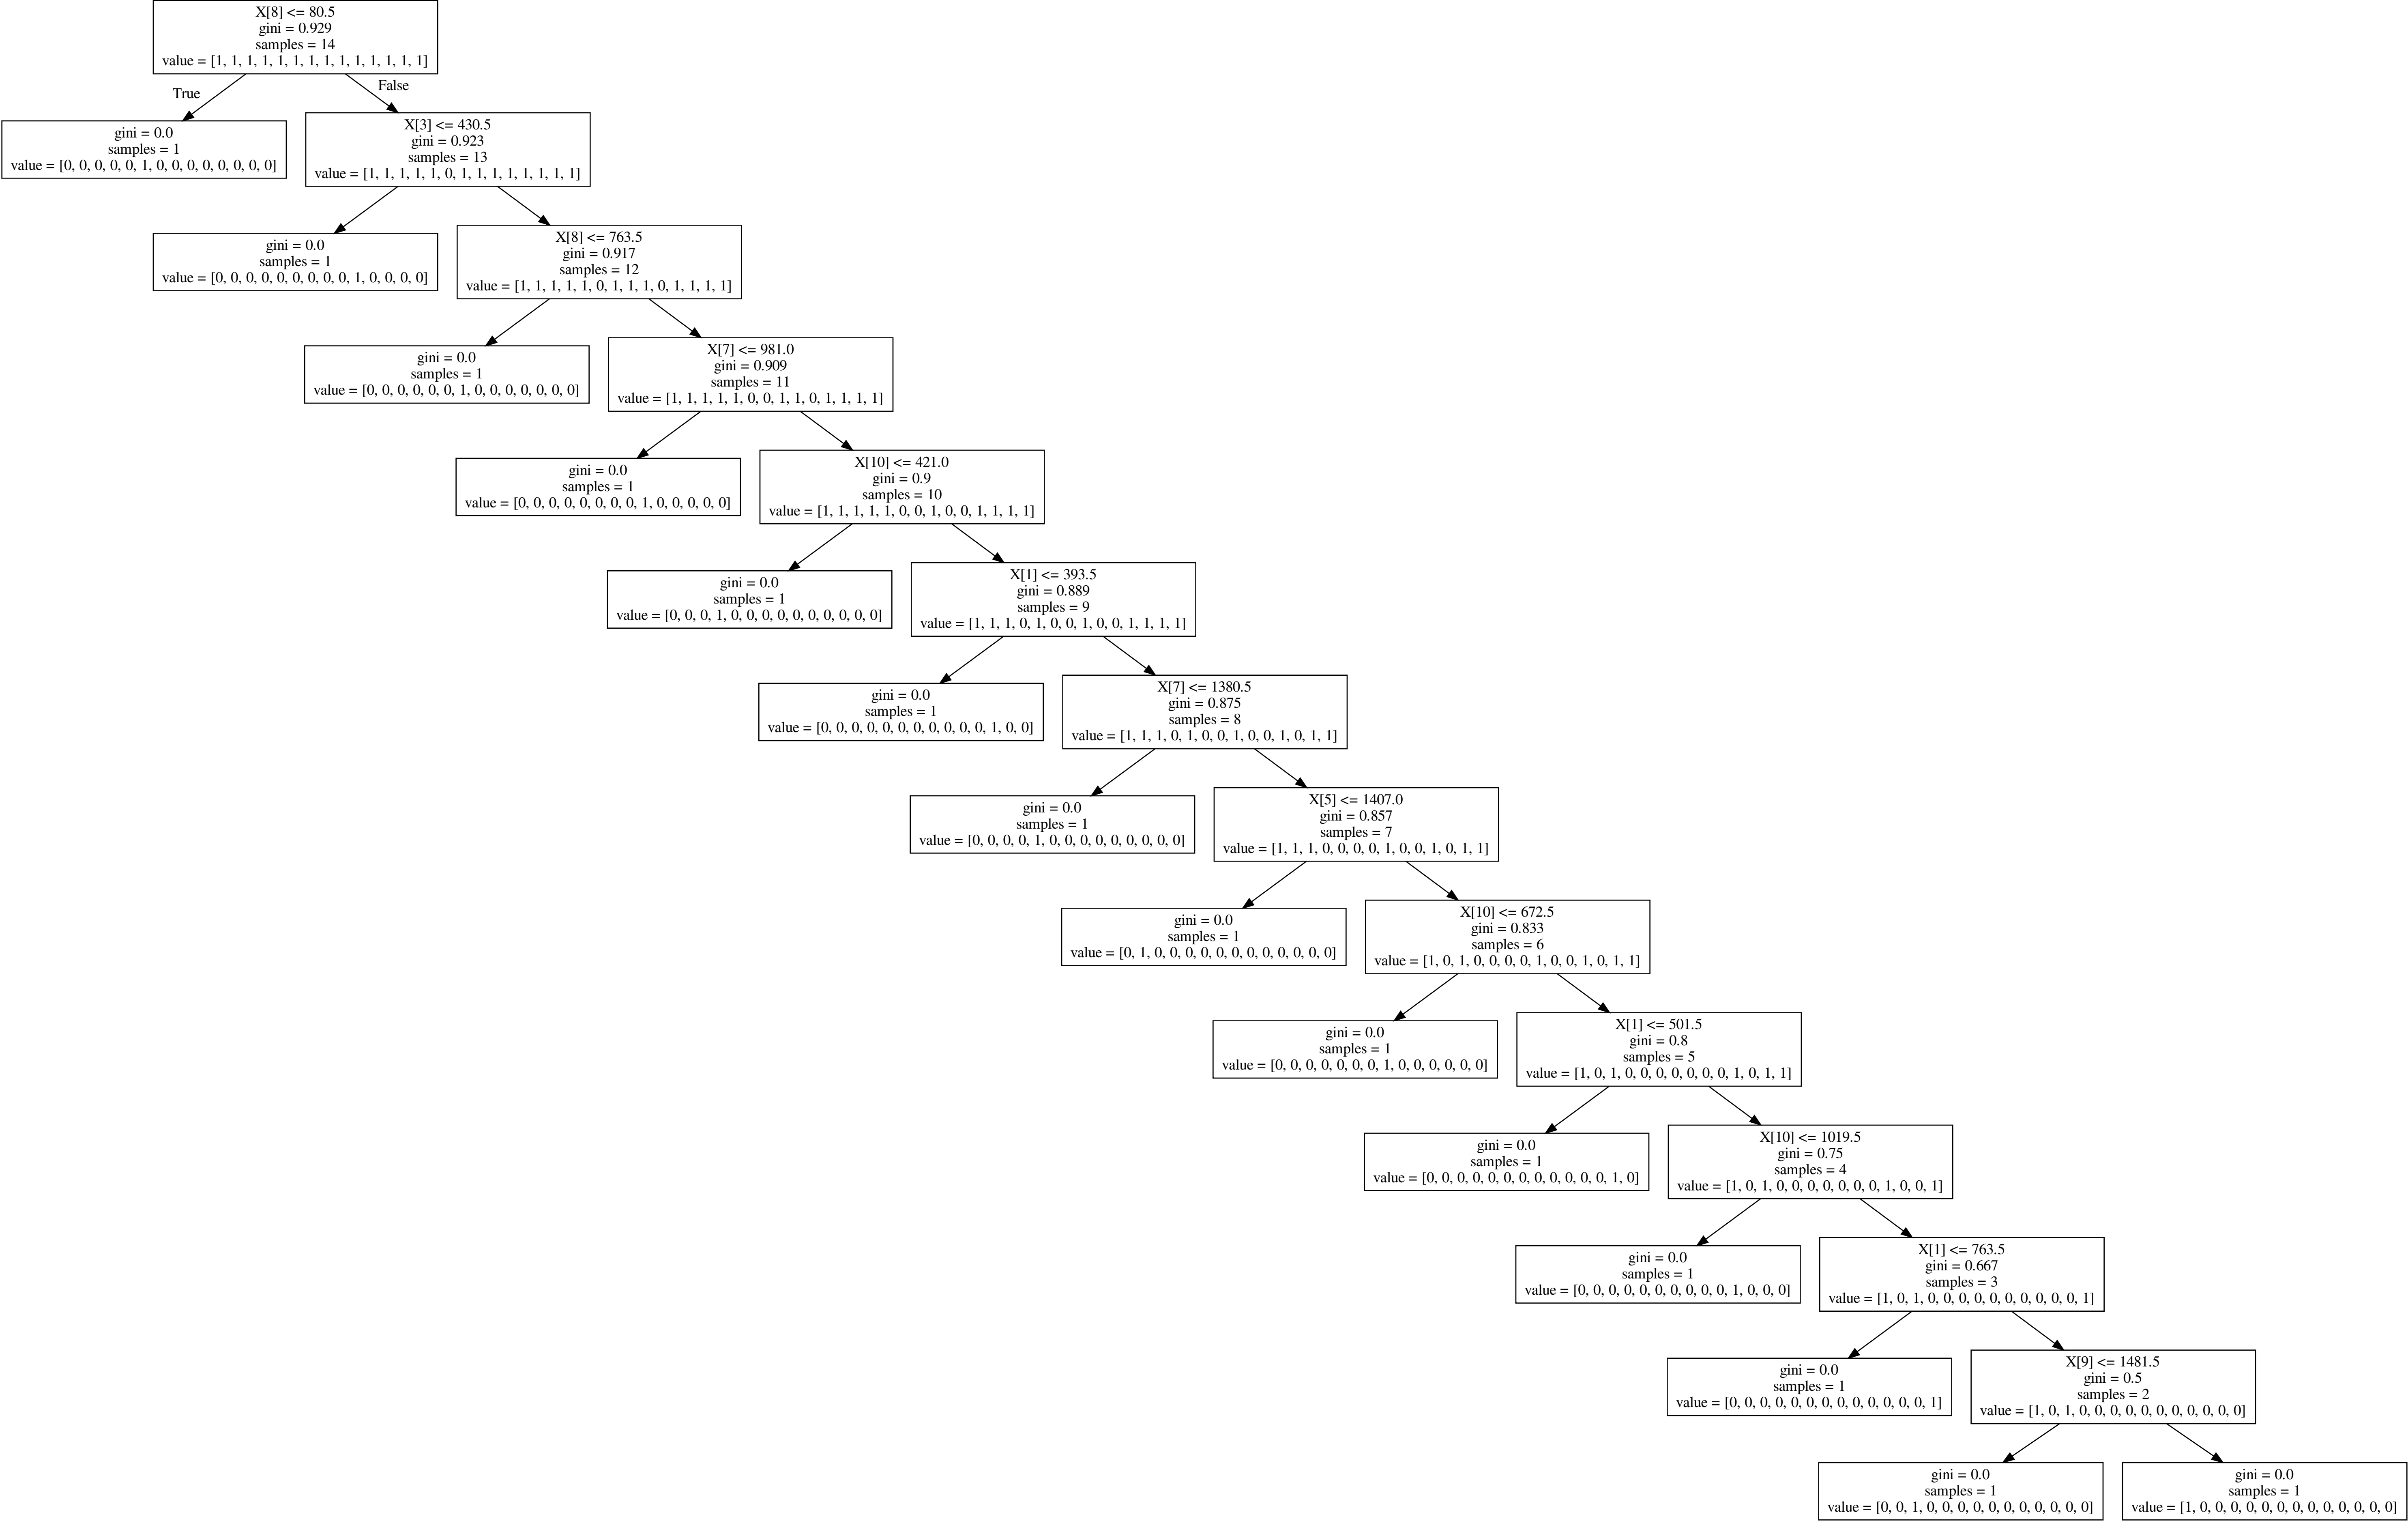 X[8] <= 80.5
gini = 0.929
samples = 14
value = [1, 1, 1, 1, 1, 1, 1, 1, 1, 1, 1, 1, 1, 1]
True
False
gini = 0.0
samples = 1
value = [0, 0, 0, 0, 0, 1, 0, 0, 0, 0, 0, 0, 0, 0]
X[3] <= 430.5
gini = 0.923
samples = 13
value = [1, 1, 1, 1, 1, 0, 1, 1, 1, 1, 1, 1, 1, 1]
gini = 0.0
samples = 1
value = [0, 0, 0, 0, 0, 0, 0, 0, 0, 1, 0, 0, 0, 0]
X[8] <= 763.5
gini = 0.917
samples = 12
value = [1, 1, 1, 1, 1, 0, 1, 1, 1, 0, 1, 1, 1, 1]
gini = 0.0
samples = 1
value = [0, 0, 0, 0, 0, 0, 1, 0, 0, 0, 0, 0, 0, 0]
X[7] <= 981.0
gini = 0.909
samples = 11
value = [1, 1, 1, 1, 1, 0, 0, 1, 1, 0, 1, 1, 1, 1]
gini = 0.0
samples = 1
value = [0, 0, 0, 0, 0, 0, 0, 0, 1, 0, 0, 0, 0, 0]
X[10] <= 421.0
gini = 0.9
samples = 10
value = [1, 1, 1, 1, 1, 0, 0, 1, 0, 0, 1, 1, 1, 1]
gini = 0.0
samples = 1
value = [0, 0, 0, 1, 0, 0, 0, 0, 0, 0, 0, 0, 0, 0]
X[1] <= 393.5
gini = 0.889
samples = 9
value = [1, 1, 1, 0, 1, 0, 0, 1, 0, 0, 1, 1, 1, 1]
gini = 0.0
samples = 1
value = [0, 0, 0, 0, 0, 0, 0, 0, 0, 0, 0, 1, 0, 0]
X[7] <= 1380.5
gini = 0.875
samples = 8
value = [1, 1, 1, 0, 1, 0, 0, 1, 0, 0, 1, 0, 1, 1]
gini = 0.0
samples = 1
value = [0, 0, 0, 0, 1, 0, 0, 0, 0, 0, 0, 0, 0, 0]
X[5] <= 1407.0
gini = 0.857
samples = 7
value = [1, 1, 1, 0, 0, 0, 0, 1, 0, 0, 1, 0, 1, 1]
gini = 0.0
samples = 1
value = [0, 1, 0, 0, 0, 0, 0, 0, 0, 0, 0, 0, 0, 0]
X[10] <= 672.5
gini = 0.833
samples = 6
value = [1, 0, 1, 0, 0, 0, 0, 1, 0, 0, 1, 0, 1, 1]
gini = 0.0
samples = 1
value = [0, 0, 0, 0, 0, 0, 0, 1, 0, 0, 0, 0, 0, 0]
X[1] <= 501.5
gini = 0.8
samples = 5
value = [1, 0, 1, 0, 0, 0, 0, 0, 0, 0, 1, 0, 1, 1]
gini = 0.0
samples = 1
value = [0, 0, 0, 0, 0, 0, 0, 0, 0, 0, 0, 0, 1, 0]
X[10] <= 1019.5
gini = 0.75
samples = 4
value = [1, 0, 1, 0, 0, 0, 0, 0, 0, 0, 1, 0, 0, 1]
gini = 0.0
samples = 1
value = [0, 0, 0, 0, 0, 0, 0, 0, 0, 0, 1, 0, 0, 0]
X[1] <= 763.5
gini = 0.667
samples = 3
value = [1, 0, 1, 0, 0, 0, 0, 0, 0, 0, 0, 0, 0, 1]
gini = 0.0
samples = 1
value = [0, 0, 0, 0, 0, 0, 0, 0, 0, 0, 0, 0, 0, 1]
X[9] <= 1481.5
gini = 0.5
samples = 2
value = [1, 0, 1, 0, 0, 0, 0, 0, 0, 0, 0, 0, 0, 0]
gini = 0.0
samples = 1
value = [0, 0, 1, 0, 0, 0, 0, 0, 0, 0, 0, 0, 0, 0]
gini = 0.0
samples = 1
value = [1, 0, 0, 0, 0, 0, 0, 0, 0, 0, 0, 0, 0, 0]